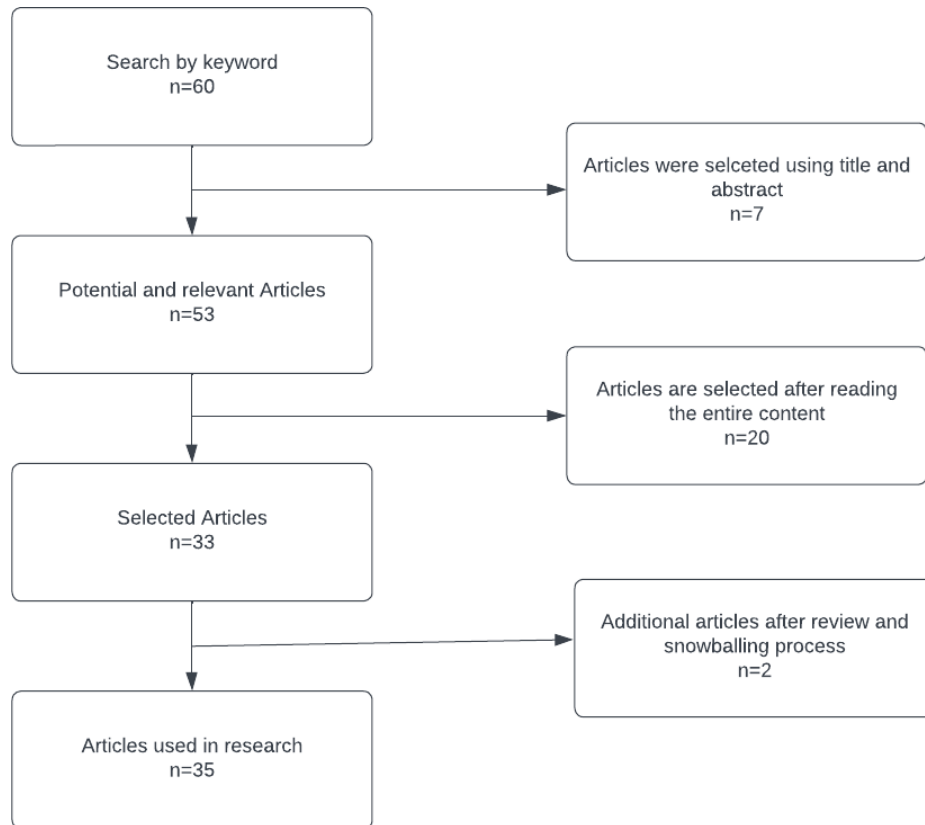 Search by keyword
n=60
Articles were selceted using title and
abstract
n=7
Potential and relevant Articles
n=53
Articles are selected after reading
the entire content
n=20
Selected Articles
n=33
Additional articles after review and
snowballing process
n=2
Articles used in research
n=35